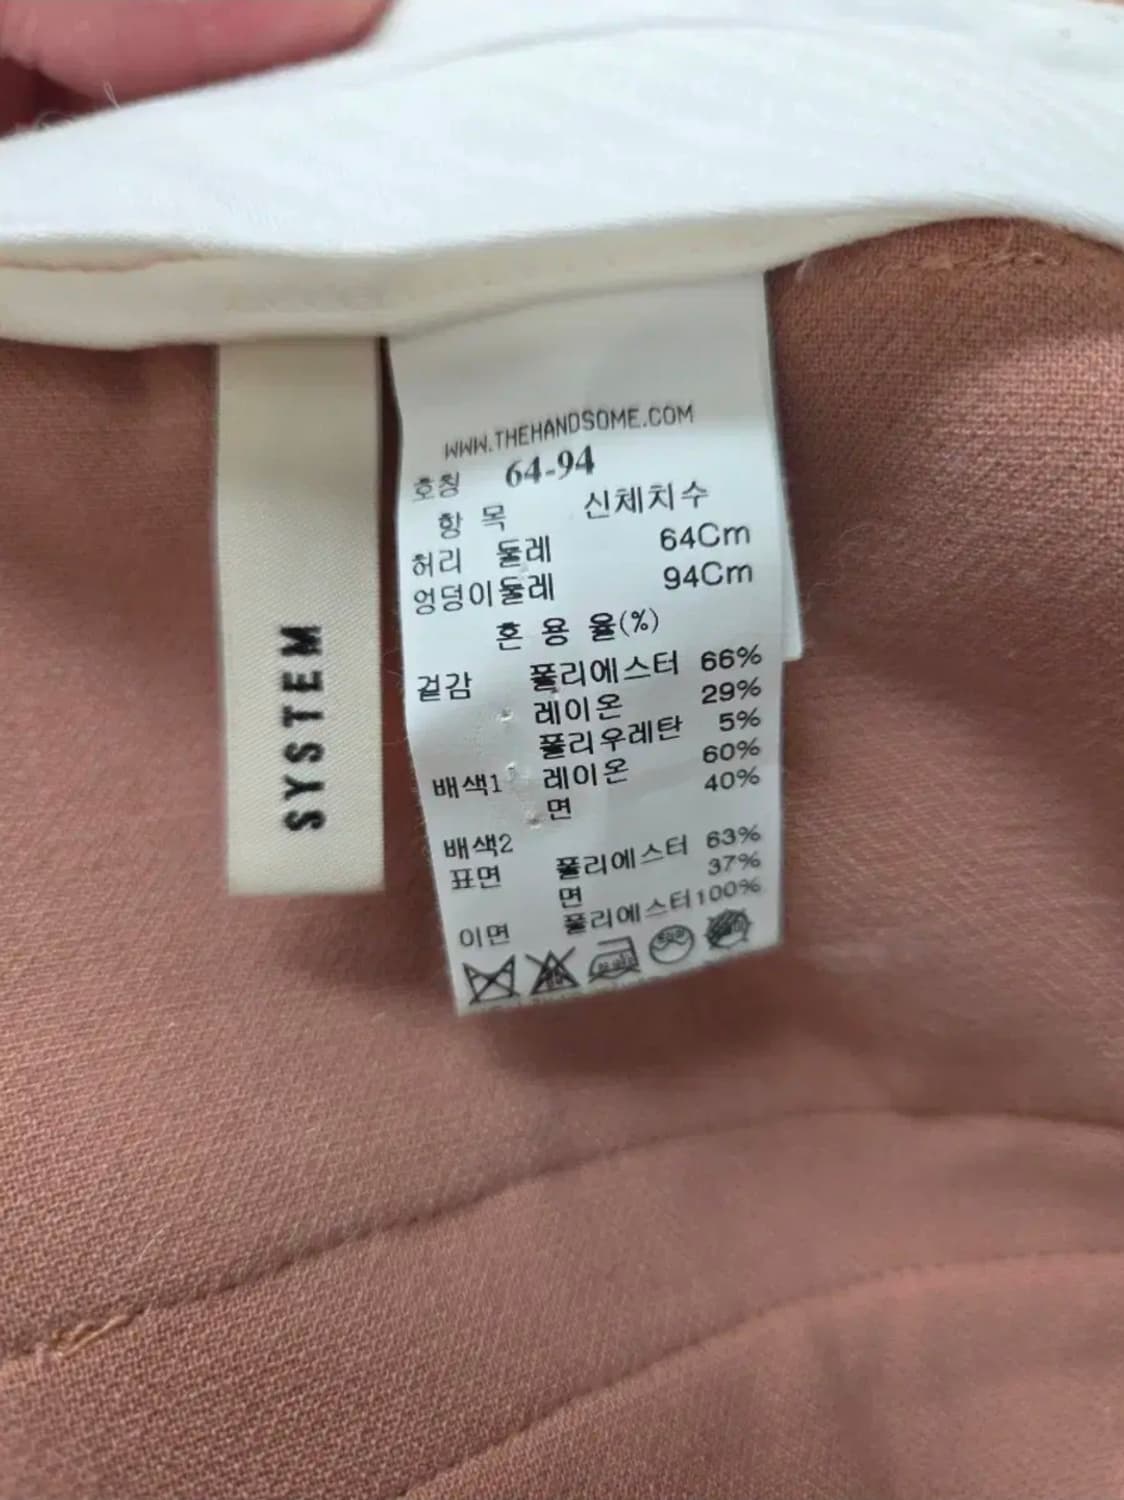 SYSTEM
WWW.THEHANDSOME.COM
호칭 64-94
항 목 신체치수
허리 둘레 64Cm
엉덩이둘레 94Cm
혼 용 율(%)
겉감 폴리에스터 66%
레이온 29%
폴리우레탄 5%
배색1 레이온 60%
면 40%
배색2
표면 폴리에스터 63%
면 37%
이면 폴리에스터100%